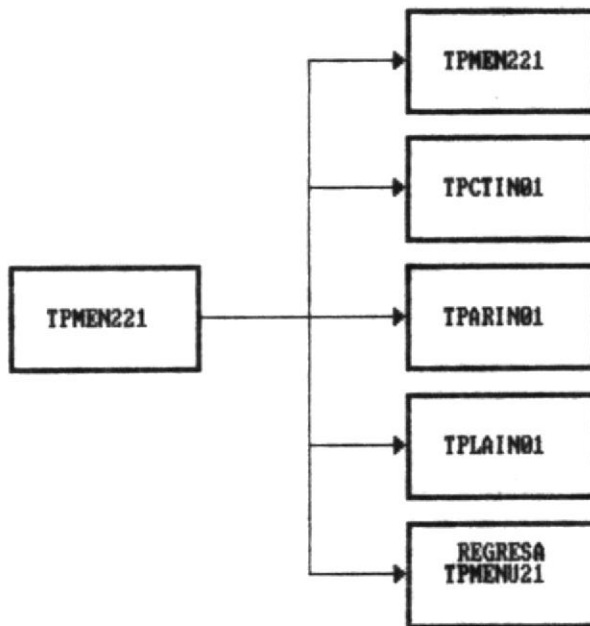 TPMEN221
TPCTIN01
TPMEN221
TPARIN01
TPLAIN01
REGRESA
TPMENU21